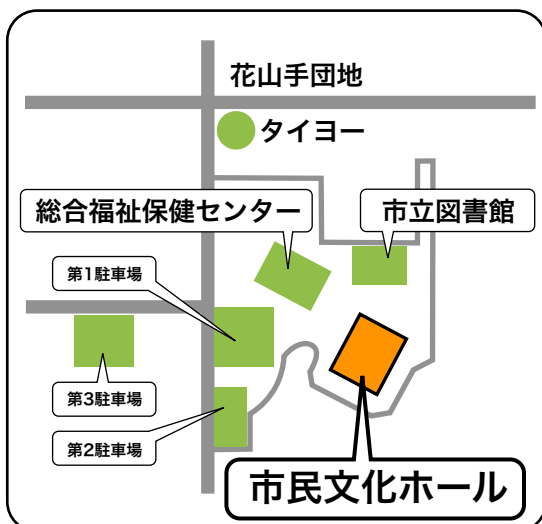 花山手団地
タイヨー
総合福祉保健センター
市立図書館
第1駐車場
第3駐車場
第2駐車場
市民文化ホール